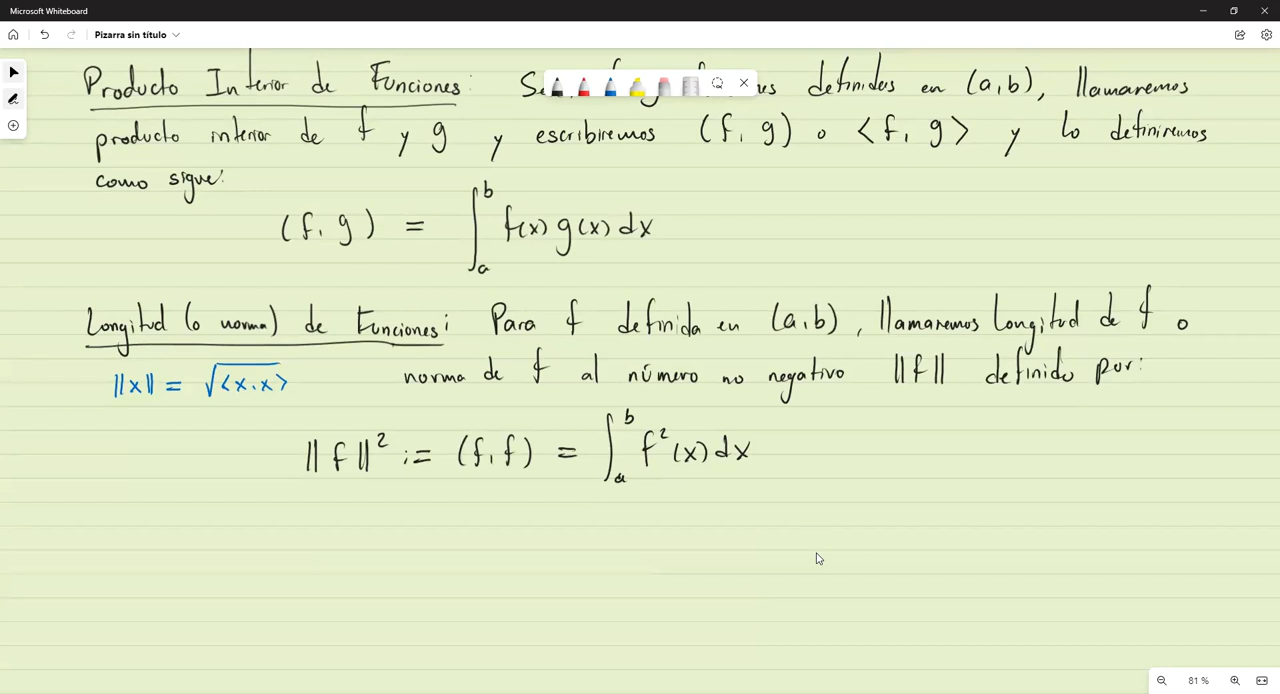 Microsoft Whiteboard
Pizarra sin título
Producto Interior de Funciones: definidas en (a,b), llamaremos
producto interior de f y g y escribiremos (f,g) o <f,g> y lo definiremos
como sigue:
(f,g) = ∫_a^b f(x)g(x)dx
Longitud (o norma) de Funciones: Para f definida en (a,b), llamaremos longitud de f o
||x|| = √<x.x> norma de f al número no negativo ||f|| definido por:
||f||² := (f,f) = ∫_a^b f²(x)dx
81 %